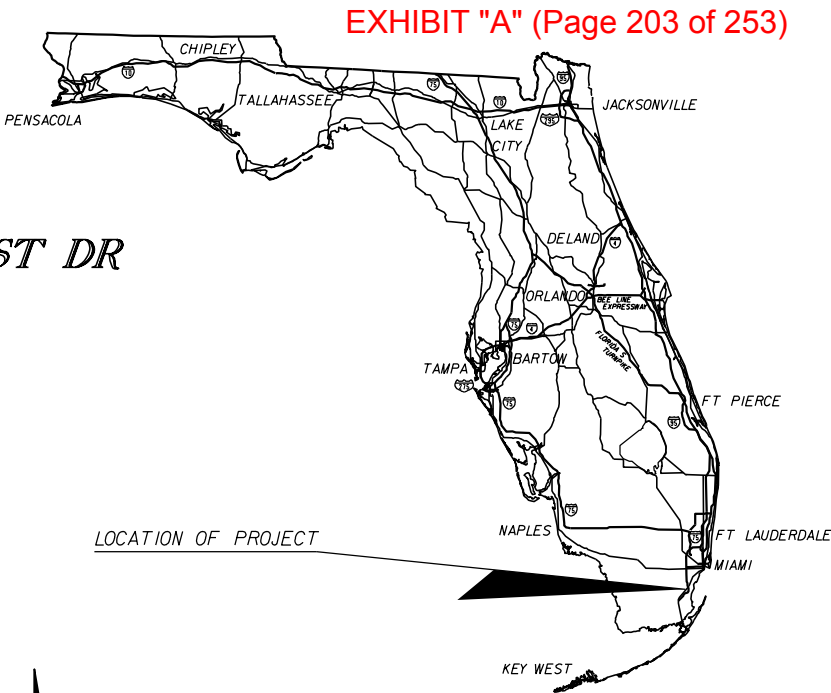 EXHIBIT "A" (Page 203 of 253)
CHIPLEY
10
75
95
TALLAHASSEE
10
JACKSONVILLE
PENSACOLA
LAKE
CITY
295
ST DR
DELAND
4
ORLANDO
BEE LINE
EXPRESSWAY
75
4
FLORIDA'S
TURNPIKE
TAMPA
BARTOW
275
75
FT PIERCE
95
75
NAPLES
LOCATION OF PROJECT
75
FT LAUDERDALE
MIAMI
KEY WEST